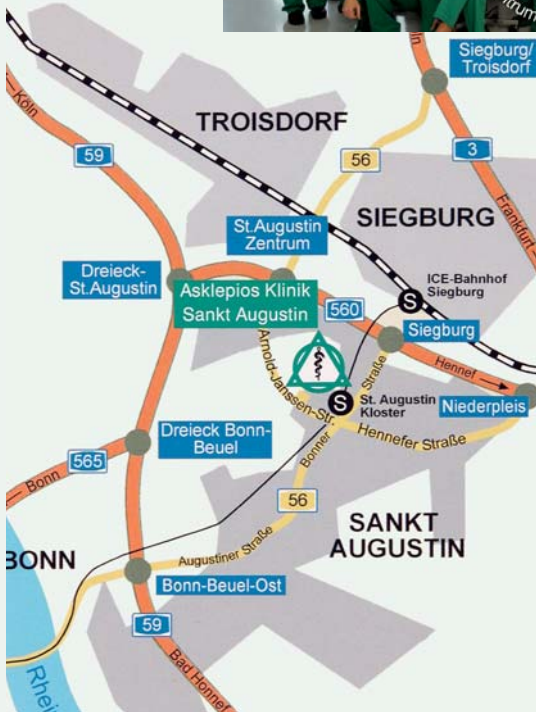 Siegburg/
Troisdorf
Köln
TROISDORF
59
56
3
Frankfurt
St.Augustin
Zentrum
SIEGBURG
Dreieck-
St.Augustin
Asklepios Klinik
Sankt Augustin
ICE-Bahnhof
Siegburg
S
560
Siegburg
Arnold-Janssen-Str.
Straße
Hennef
S
St. Augustin
Kloster
Niederpleis
Hennefer Straße
Dreieck Bonn-
Beuel
565
Bonn
Bonner
56
SANKT
AUGUSTIN
BONN
Augustiner Straße
Bonn-Beuel-Ost
59
Bad Honnef